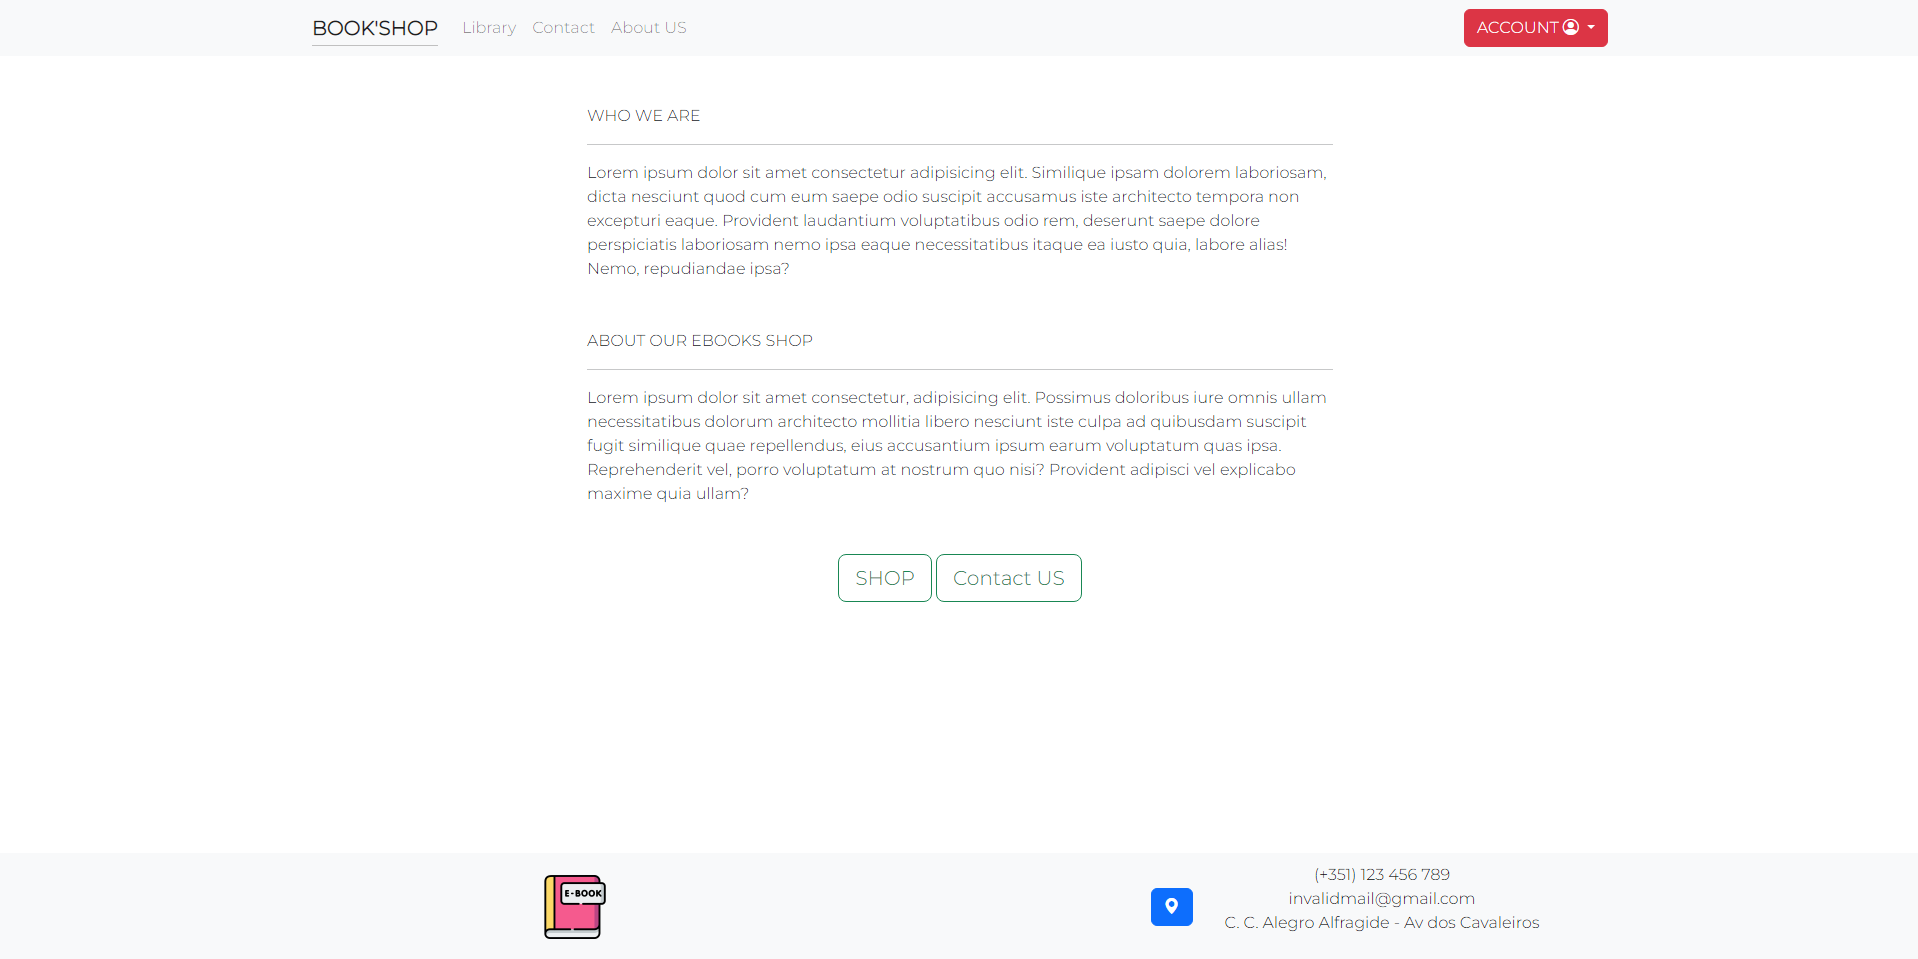 BOOK'SHOP Library Contact About US ACCOUNT
WHO WE ARE
Lorem ipsum dolor sit amet consectetur adipisicing elit. Similique ipsam dolorem laboriosam,
dicta nesciunt quod cum eum saepe odio suscipit accusamus iste architecto tempora non
excepturi eaque. Provident laudantium voluptatibus odio rem, deserunt saepe dolore
perspiciatis laboriosam nemo ipsa eaque necessitatibus itaque ea iusto quia, labore alias!
Nemo, repudiandae ipsa?
ABOUT OUR EBOOKS SHOP
Lorem ipsum dolor sit amet consectetur, adipisicing elit. Possimus doloribus iure omnis ullam
necessitatibus dolorum architecto mollitia libero nesciunt iste culpa ad quibusdam suscipit
fugit similique quae repellendus, eius accusantium ipsum earum voluptatum quas ipsa.
Reprehenderit vel, porro voluptatum at nostrum quo nisi? Provident adipisci vel explicabo
maxime quia ullam?
SHOP Contact US
E-BOOK
(+351) 123 456 789
invalidmail@gmail.com
C. C. Alegro Alfragide - Av dos Cavaleiros